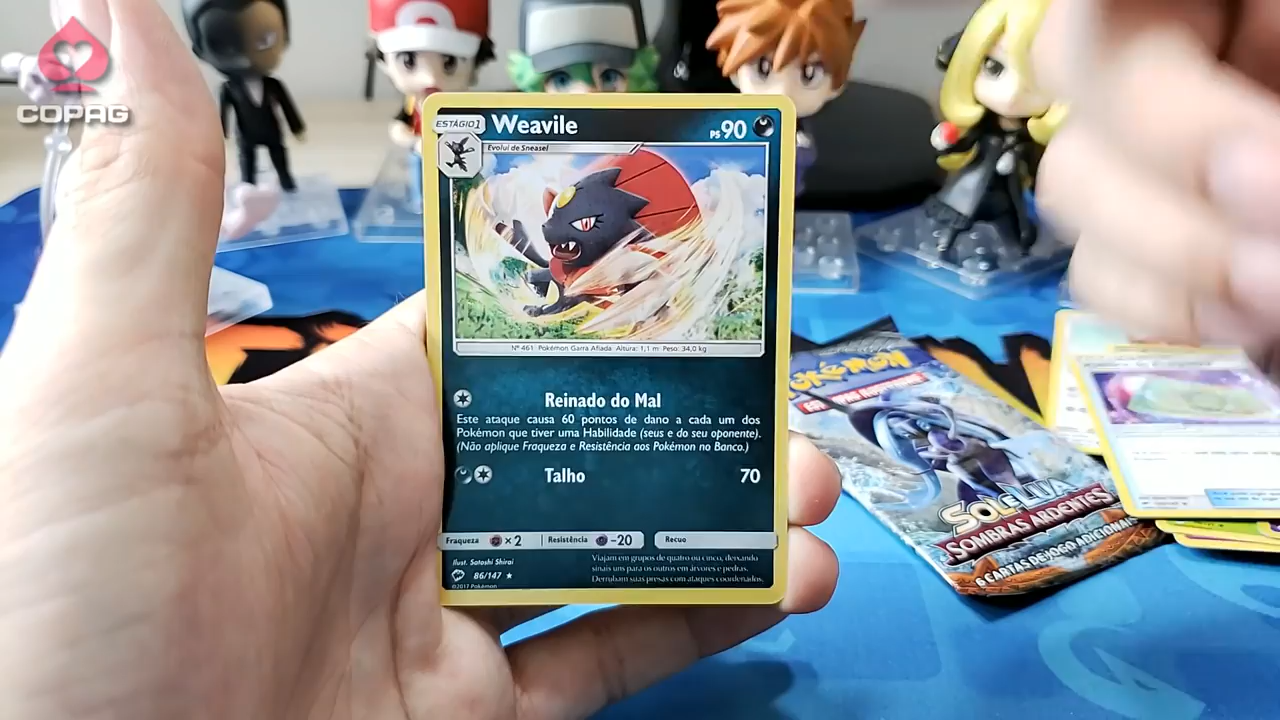 COPAG
ESTÁGIO 1
Weavile
PS 90
Evolui de Sneasel
Nº 461 Pokémon Garra Afiada Altura: 1,1 m Peso: 34,0 kg
Reinado do Mal
Este ataque causa 60 pontos de dano a cada um dos
Pokémon que tiver uma Habilidade (seus e do seu oponente).
(Não aplique Fraqueza e Resistência aos Pokémon no Banco.)
Talho 70
Fraqueza ×2 Resistência -20 Recuo
Ilust. Satoshi Shirai
86/147
©2017 Pokémon
Viajam em grupos de quatro ou cinco, deixando
sinais uns para os outros em árvores e pedras.
Derrubam suas presas com ataques coordenados.
POKÉMON
SOL E LUA
SOMBRAS ARDENTES
6 CARTAS DE JOGO ADICIONAIS